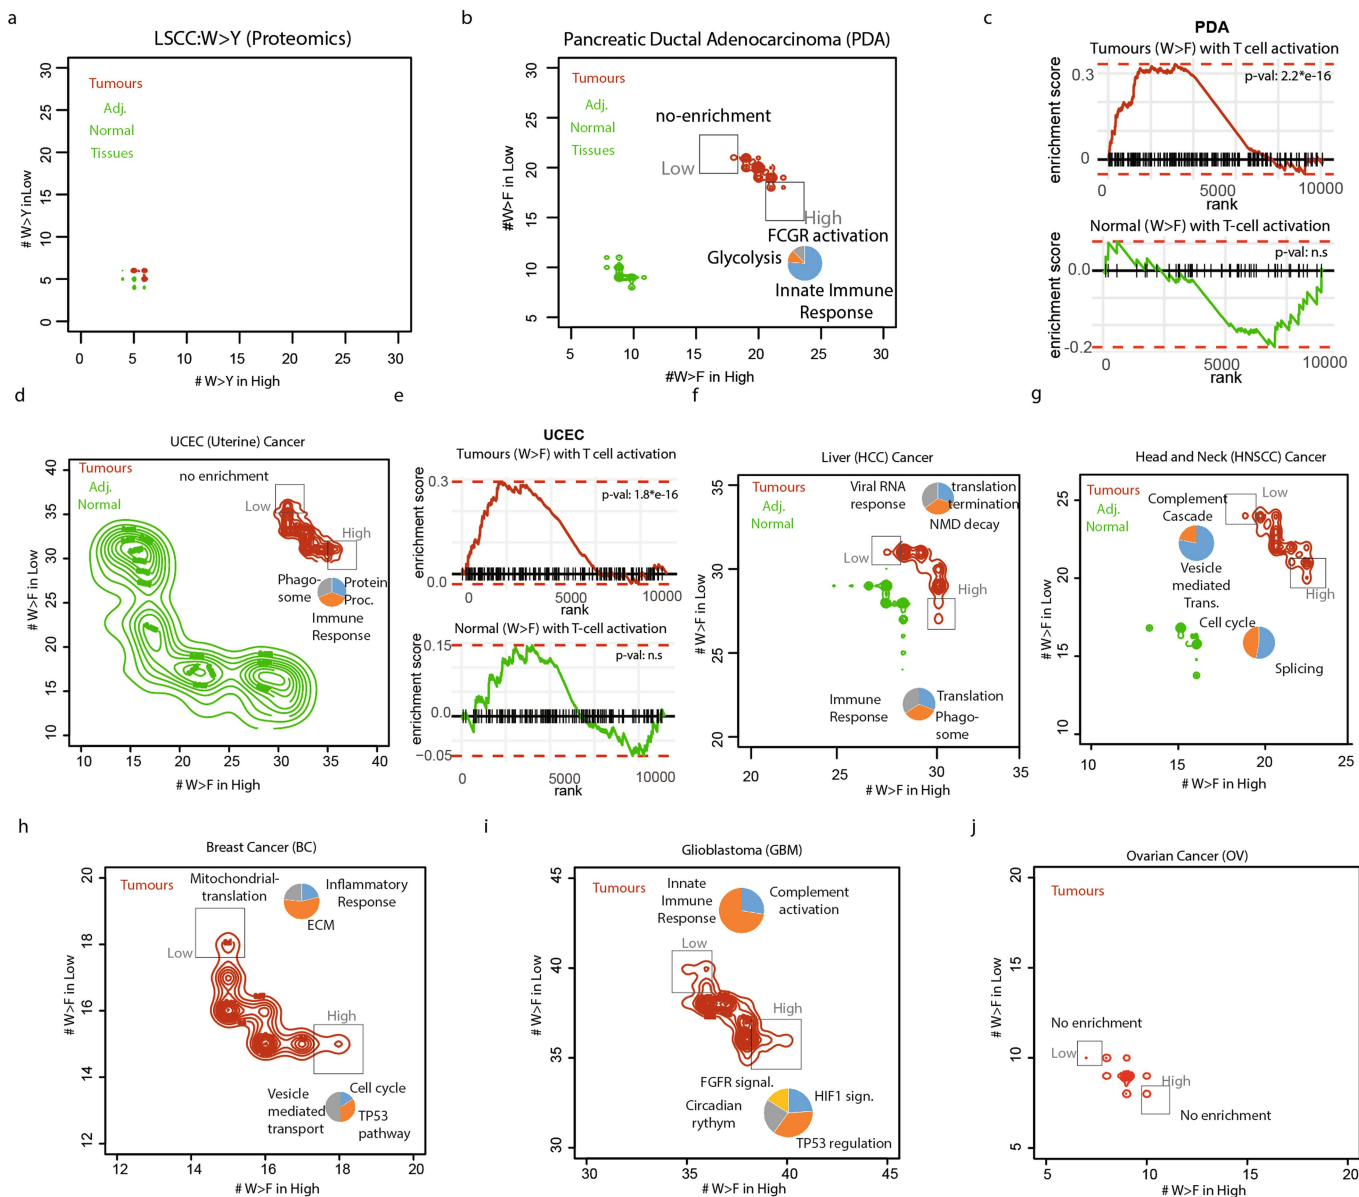 a
LSCC:W>Y (Proteomics)
Tumours
Adj.
Normal
Tissues
# W>Y inLow
30
25
20
15
10
5
0
0
5
10
15
20
25
30
# W>Y in High
b
Pancreatic Ductal Adenocarcinoma (PDA)
Tumours
Adj.
Normal
Tissues
no-enrichment
Low
High
FCGR activation
Glycolysis
Innate Immune
Response
#W>F in Low
30
25
20
15
10
5
5
10
15
20
25
30
#W>F in High
c
PDA
Tumours (W>F) with T cell activation
p-val: 2.2*e-16
enrichment score
0.3
0
0
5000
10000
rank
Normal (W>F) with T-cell activation
p-val: n.s
enrichment score
0.0
-0.2
0
5000
10000
rank
d
UCEC (Uterine) Cancer
Tumours
Adj.
Normal
no enrichment
Low
High
Phago-
some
Protein
Proc.
Immune
Response
# W>F in Low
40
35
30
25
20
15
10
10
15
20
25
30
35
40
# W>F in High
e
UCEC
Tumours (W>F) with T cell activation
p-val: 1.8*e-16
enrichment score
0.3
0.0
0
5000
10000
rank
Normal (W>F) with T-cell activation
p-val: n.s
enrichment score
0.15
0.0
−0.05
0
5000
10000
rank
f
Liver (HCC) Cancer
Tumours
Adj.
Normal
Viral RNA
response
translation
termination
NMD decay
Low
High
Immune
Response
Translation
Phago-
some
# W>F in Low
35
30
25
20
20
25
30
35
# W>F in High
g
Head and Neck (HNSCC) Cancer
Tumours
Adj.
Normal
Complement
Cascade
Vesicle
mediated
Trans.
Low
High
Cell cycle
Splicing
# W>F in Low
25
20
15
10
10
15
20
25
# W>F in High
h
Breast Cancer (BC)
Tumours
Mitochondrial-
translation
Inflammatory
Response
ECM
Low
High
Vesicle
mediated
transport
Cell cycle
TP53
pathway
# W>F in Low
20
18
16
14
12
12
14
16
18
20
# W>F in High
i
Glioblastoma (GBM)
Tumours
Innate
Immune
Response
Complement
activation
Low
High
FGFR signal.
Circadian
rythym
HIF1 sign.
TP53 regulation
# W>F in Low
45
40
35
30
30
35
40
45
# W>F in High
j
Ovarian Cancer (OV)
Tumours
No enrichment
Low
High
No enrichment
# W>F in Low
20
15
10
5
5
10
15
20
# W>F in High